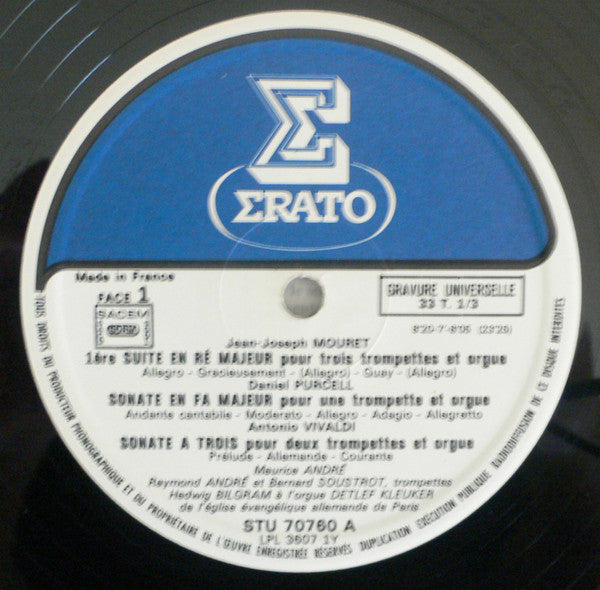 Σ
ΣRATO
Made in France
FACE 1
SACEM
GRAVURE UNIVERSELLE
33 T. 1/3
8'20-7'-8'05 (23'25)
Jean-Joseph MOURET
1ère SUITE EN RÉ MAJEUR pour trois trompettes et orgue
Allegro - Gracieusement - (Allegro) - Guay - (Allegro)
Daniel PURCELL
SONATE EN FA MAJEUR pour une trompette et orgue
Andante cantabile - Moderato - Allegro - Adagio - Allegretto
Antonio VIVALDI
SONATE A TROIS pour deux trompettes et orgue
Prélude - Allemande - Courante
Maurice ANDRÉ
Raymond ANDRÉ et Bernard SOUSTROT, trompettes
Hedwig BILGRAM à l'orgue DETLEF KLEUKER
de l'église évangélique allemande de Paris
STU 70760 A
LPL 3607 1Y
TOUS DROITS DU PRODUCTEUR PHONOGRAPHIQUE ET DU PROPRIÉTAIRE DE L'ŒUVRE ENREGISTRÉE RÉSERVÉS DUPLICATION EXÉCUTION PUBLIQUE RADIODIFFUSION DE CE DISQUE INTERDITES